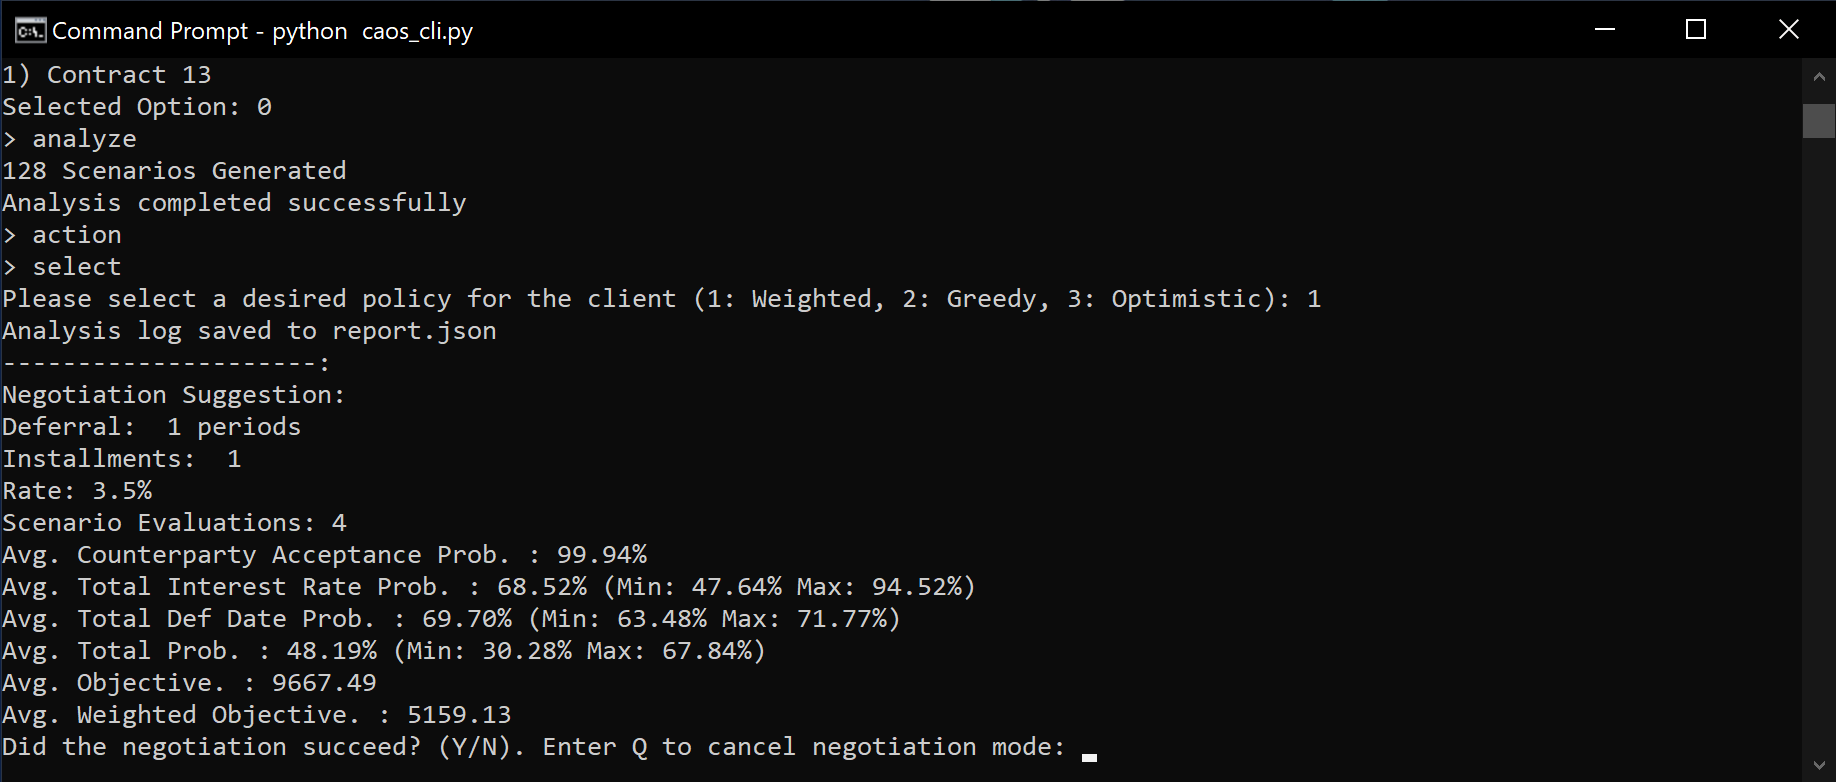 Command Prompt - python  caos_cli.py
1) Contract 13
Selected Option: 0
> analyze
128 Scenarios Generated
Analysis completed successfully
> action
> select
Please select a desired policy for the client (1: Weighted, 2: Greedy, 3: Optimistic): 1
Analysis log saved to report.json
---------------------:
Negotiation Suggestion:
Deferral:  1 periods
Installments:  1
Rate: 3.5%
Scenario Evaluations: 4
Avg. Counterparty Acceptance Prob. : 99.94%
Avg. Total Interest Rate Prob. : 68.52% (Min: 47.64% Max: 94.52%)
Avg. Total Def Date Prob. : 69.70% (Min: 63.48% Max: 71.77%)
Avg. Total Prob. : 48.19% (Min: 30.28% Max: 67.84%)
Avg. Objective. : 9667.49
Avg. Weighted Objective. : 5159.13
Did the negotiation succeed? (Y/N). Enter Q to cancel negotiation mode: